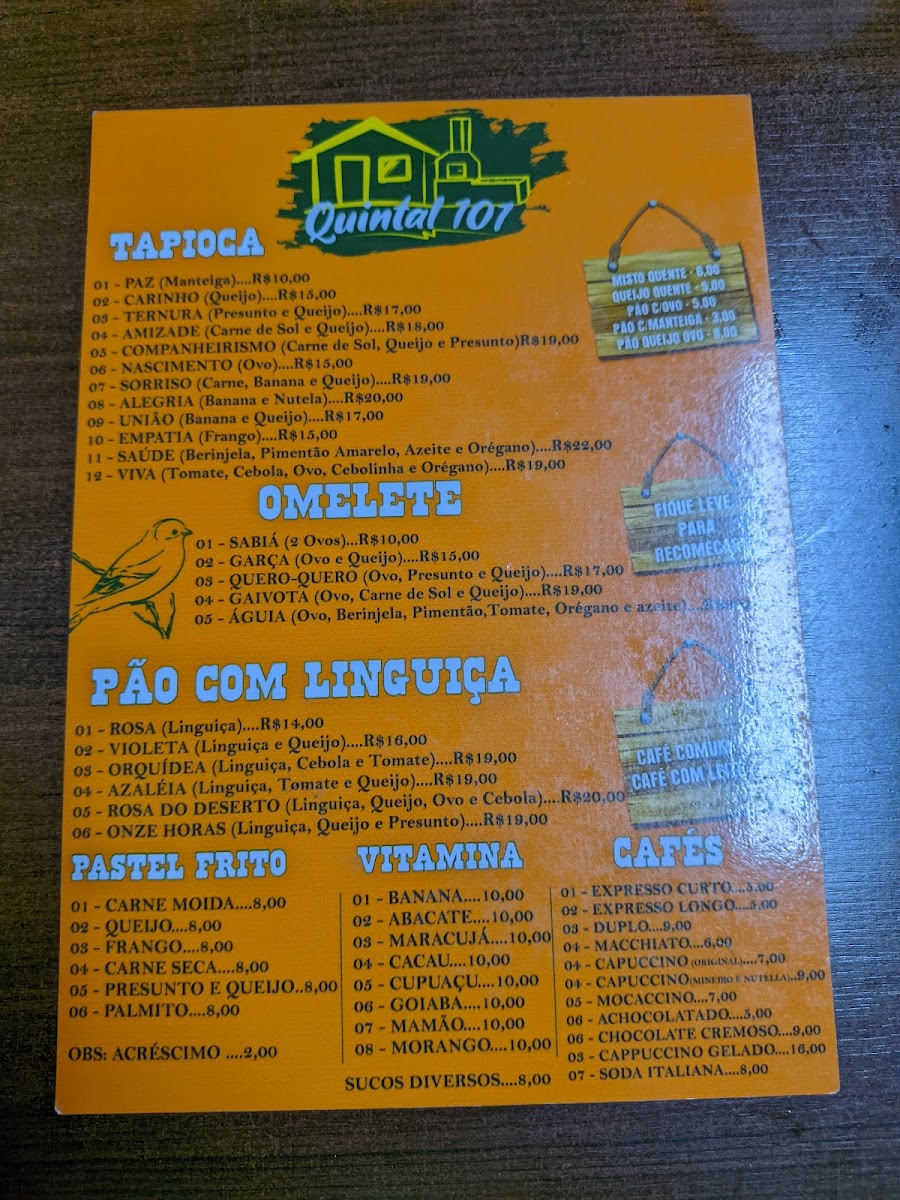 Quintal 101
TAPIOCA
01 - PAZ (Manteiga)....R$10,00
02 - CARINHO (Queijo)....R$15,00
03 - TERNURA (Presunto e Queijo)....R$17,00
04 - AMIZADE (Carne de Sol e Queijo)....R$18,00
05 - COMPANHEIRISMO (Carne de Sol, Queijo e Presunto)R$19,00
06 - NASCIMENTO (Ovo)....R$15,00
07 - SORRISO (Carne, Banana e Queijo)....R$19,00
08 - ALEGRIA (Banana e Nutela)....R$20,00
09 - UNIÃO (Banana e Queijo)....R$17,00
10 - EMPATIA (Frango)....R$15,00
11 - SAÚDE (Berinjela, Pimentão Amarelo, Azeite e Orégano)....R$22,00
12 - VIVA (Tomate, Cebola, Ovo, Cebolinha e Orégano)....R$19,00
MISTO QUENTE - 6,00
QUEIJO QUENTE - 5,00
PÃO C/OVO - 5,00
PÃO C/MANTEIGA - 3,00
PÃO QUEIJO OVO - 8,00
OMELETE
01 - SABIÁ (2 Ovos)...R$10,00
02 - GARÇA (Ovo e Queijo)....R$15,00
03 - QUERO-QUERO (Ovo, Presunto e Queijo)....R$17,00
04 - GAIVOTA (Ovo, Carne de Sol e Queijo)....R$19,00
05 - ÁGUIA (Ovo, Berinjela, Pimentão,Tomate, Orégano e azeite)...
FIQUE LEVE
PARA
RECOMEÇAR
PÃO COM LINGUIÇA
01 - ROSA (Linguiça)....R$14,00
02 - VIOLETA (Linguiça e Queijo)....R$16,00
03 - ORQUÍDEA (Linguiça, Cebola e Tomate)....R$19,00
04 - AZALÉIA (Linguiça, Tomate e Queijo)....R$19,00
05 - ROSA DO DESERTO (Linguiça, Queijo, Ovo e Cebola)....R$20,00
06 - ONZE HORAS (Linguiça, Queijo e Presunto)....R$19,00
CAFÉ COMUM
CAFÉ COM LEITE
PASTEL FRITO
01 - CARNE MOIDA....8,00
02 - QUEIJO....8,00
03 - FRANGO....8,00
04 - CARNE SECA....8,00
05 - PRESUNTO E QUEIJO..8,00
06 - PALMITO....8,00
OBS: ACRÉSCIMO ....2,00
VITAMINA
01 - BANANA....10,00
02 - ABACATE....10,00
03 - MARACUJÁ....10,00
04 - CACAU....10,00
05 - CUPUAÇU....10,00
06 - GOIABA....10,00
07 - MAMÃO....10,00
08 - MORANGO....10,00
SUCOS DIVERSOS....8,00
CAFÉS
01 - EXPRESSO CURTO....5,00
02 - EXPRESSO LONGO....5,00
03 - DUPLO....9,00
04 - MACCHIATO....6,00
04 - CAPUCCINO (ORIGINAL)....7,00
04 - CAPUCCINO(MINEIRO E NUTELLA)...9,00
05 - MOCACCINO....7,00
06 - ACHOCOLATADO....5,00
06 - CHOCOLATE CREMOSO....9,00
03 - CAPPUCCINO GELADO....16,00
07 - SODA ITALIANA....8,00